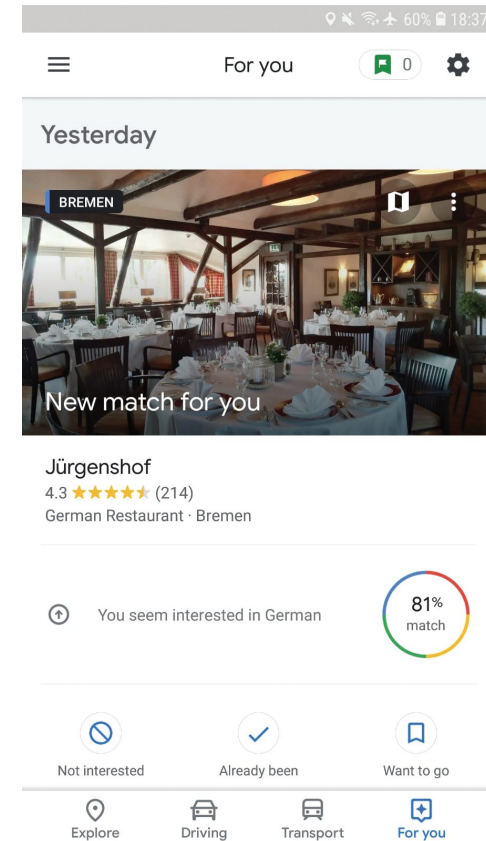 60% 18:37
For you
0
Yesterday
BREMEN
New match for you
Jürgenshof
4.3 (214)
German Restaurant · Bremen
You seem interested in German
81%
match
Not interested
Already been
Want to go
Explore
Driving
Transport
For you